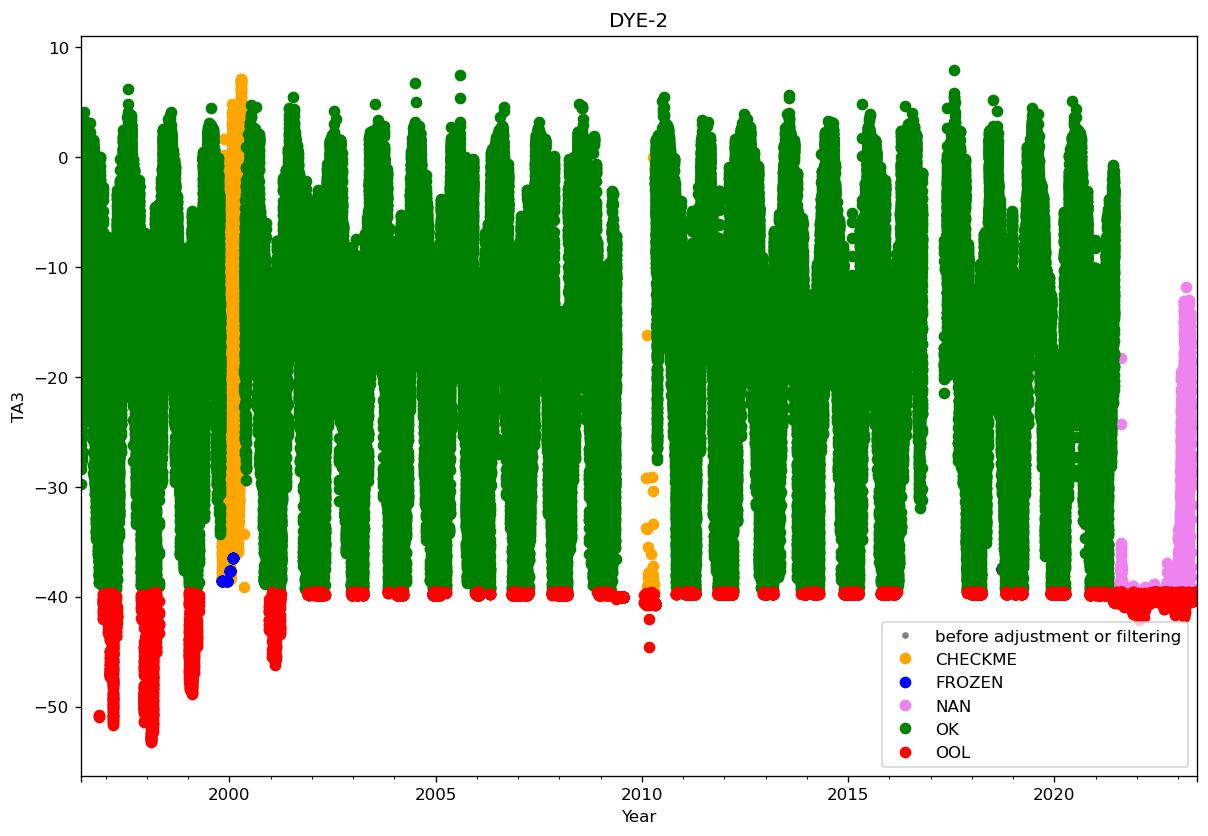 DYE-2
10
0
−10
−20
−30
−40
−50
TA3
2000
2005
2010
2015
2020
Year
before adjustment or filtering
CHECKME
FROZEN
NAN
OK
OOL